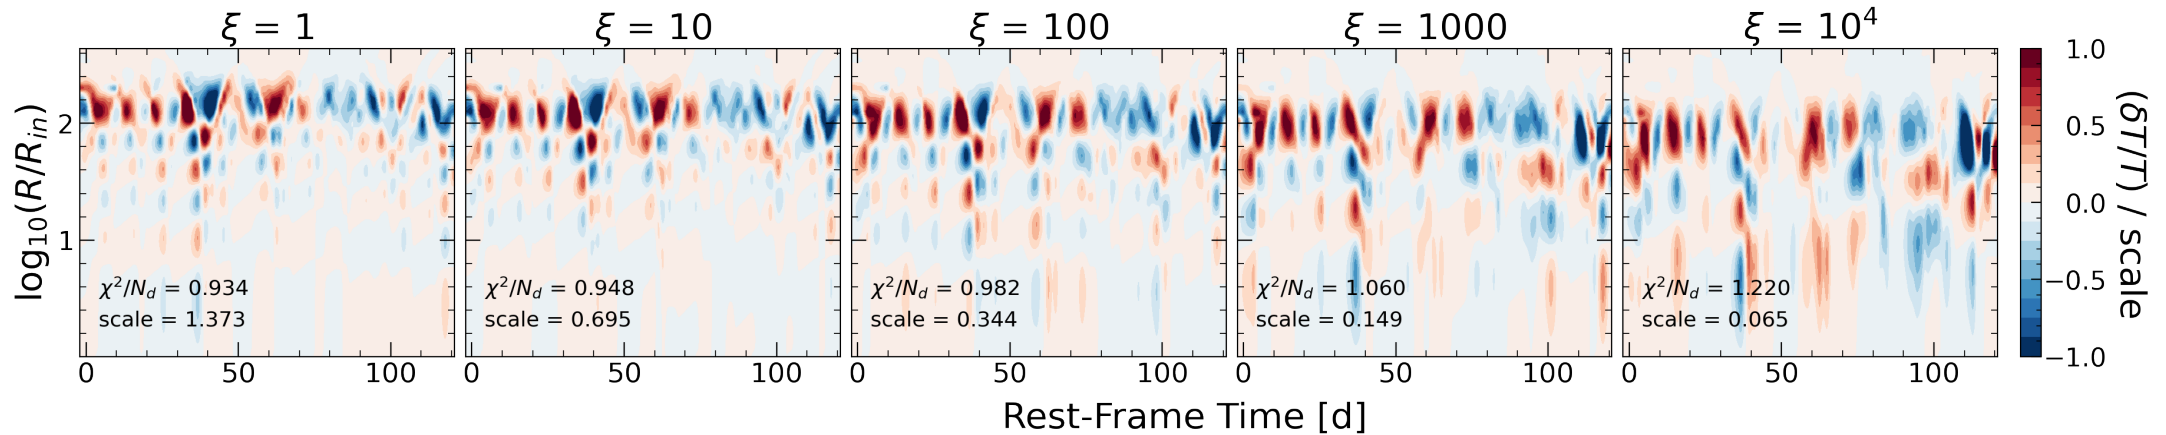 ξ = 1
ξ = 10
ξ = 100
ξ = 1000
ξ = 10⁴
log₁₀(R/Rᵢₙ)
2
1
χ²/N_d = 0.934
scale = 1.373
χ²/N_d = 0.948
scale = 0.695
χ²/N_d = 0.982
scale = 0.344
χ²/N_d = 1.060
scale = 0.149
χ²/N_d = 1.220
scale = 0.065
0 50 100
0 50 100
0 50 100
0 50 100
0 50 100
Rest-Frame Time [d]
1.0
0.5
0.0
−0.5
−1.0
(δT/T) / scale